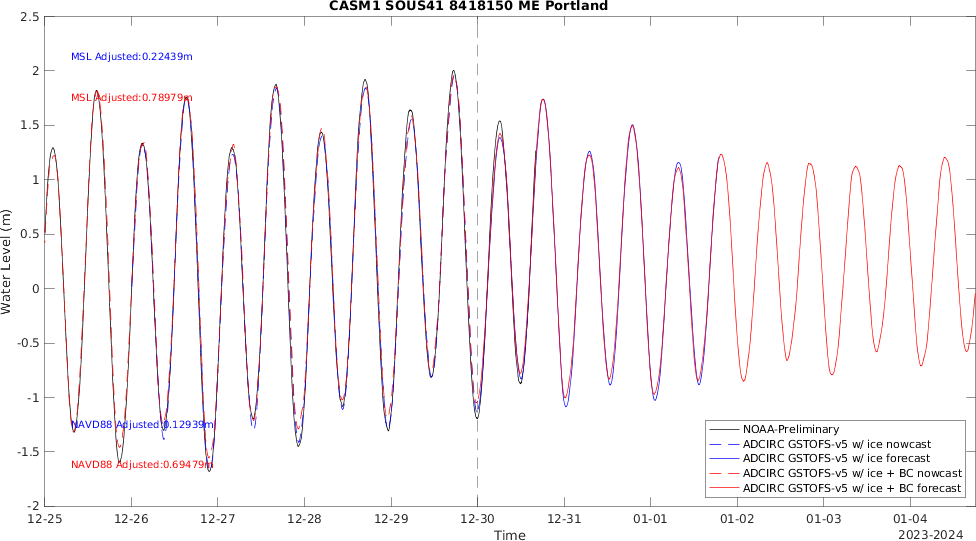 CASM1 SOUS41 8418150 ME Portland
2.5
2
1.5
1
0.5
0
-0.5
-1
-1.5
-2
Water Level (m)
MSL Adjusted:0.22439m
MSL Adjusted:0.78979m
NAVD88 Adjusted:0.12939m
NAVD88 Adjusted:0.69479m
NOAA-Preliminary
ADCIRC GSTOFS-v5 w/ ice nowcast
ADCIRC GSTOFS-v5 w/ ice forecast
ADCIRC GSTOFS-v5 w/ ice + BC nowcast
ADCIRC GSTOFS-v5 w/ ice + BC forecast
12-25 12-26 12-27 12-28 12-29 12-30 12-31 01-01 01-02 01-03 01-04
Time
2023-2024